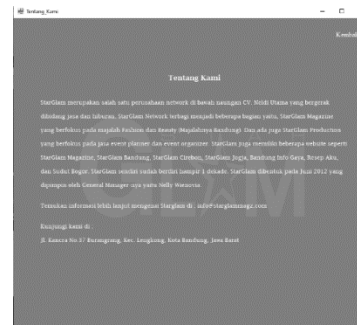 Tentang_Kami
Kembali
Tentang Kami
StarGlam merupakan salah satu perusahaan network di bawah naungan CV. Neldi Utama yang bergerak
dibidang jasa dan hiburan. StarGlam Network terbagi menjadi beberapa bagian yaitu, StarGlam Magazine
yang berfokus pada majalah Fashion dan Beauty (Majalahnya Bandung). Dan ada juga StarGlam Production
yang berfokus pada jasa event planner dan event organizer. StarGlam juga memiliki beberapa website seperti
StarGlam Magazine, StarGlam Bandung, StarGlam Cirebon, StarGlam Jogja, Bandung Info Gaya, Resep Aku,
dan Sudut Bogor. StarGlam sendiri sudah berdiri hampir 1 dekade. StarGlam dibentuk pada Juni 2012 yang
dipimpin oleh General Manager nya yaitu Nelly
Temukan informasi lebih lanjut mengenai Starglam di : info@starglammagz.com
Kunjungi kami di :
Jl. Kancra No.37 Burangrang, Kec. Lengkong, Kota Bandung, Jawa Barat